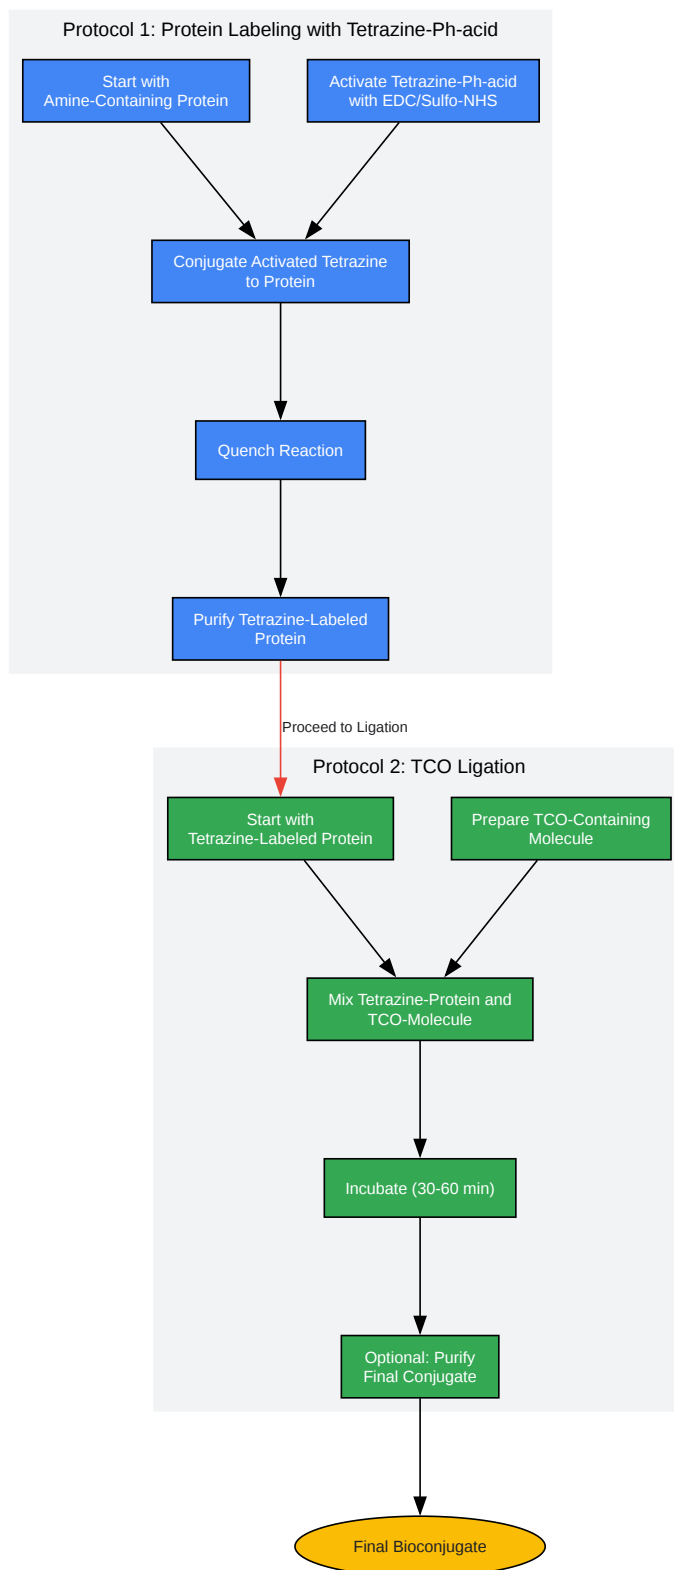 Protocol 1: Protein Labeling with Tetrazine-Ph-acid
Start with
Amine-Containing Protein
Activate Tetrazine-Ph-acid
with EDC/Sulfo-NHS
Conjugate Activated Tetrazine
to Protein
Quench Reaction
Purify Tetrazine-Labeled
Protein
Proceed to Ligation
Protocol 2: TCO Ligation
Start with
Tetrazine-Labeled Protein
Prepare TCO-Containing
Molecule
Mix Tetrazine-Protein and
TCO-Molecule
Incubate (30-60 min)
Optional: Purify
Final Conjugate
Final Bioconjugate